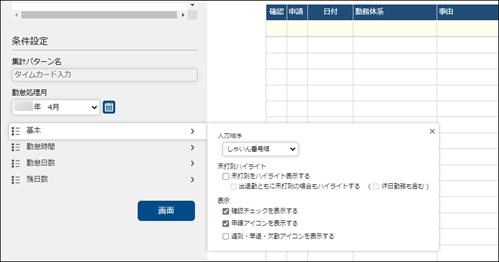 確認 申請 日付 勤務体系 事由
条件設定
集計パターン名
タイムカード入力
勤怠処理月
年 4月
基本
勤怠時間
勤怠日数
残日数
画面
入力順序
しゃいん番号順
未打刻ハイライト
未打刻をハイライト表示する
出退勤ともに未打刻の場合もハイライトする ( 休日勤務も含む )
表示
確認チェックを表示する
申請アイコンを表示する
遅刻・早退・欠勤アイコンを表示する